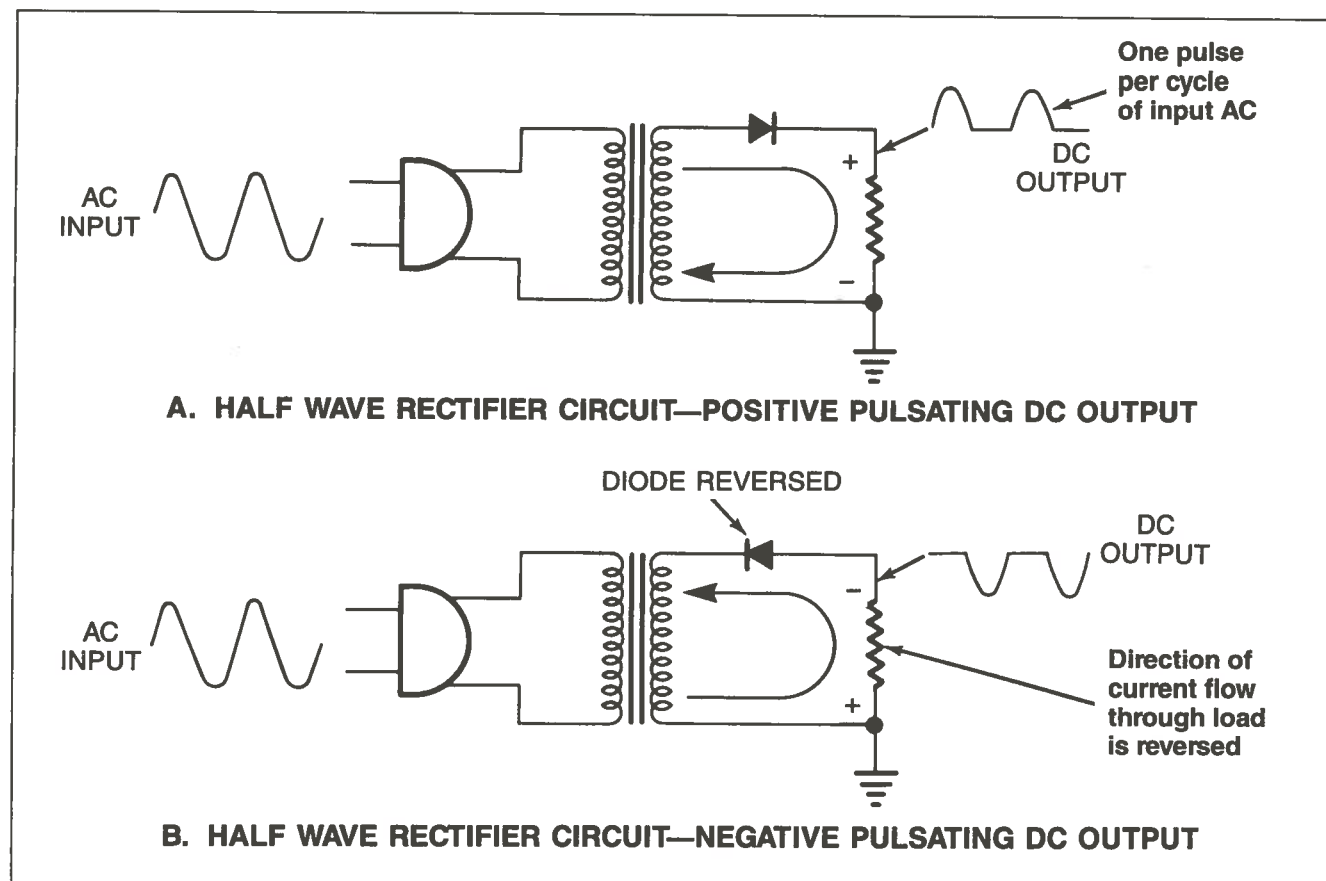 One pulse
per cycle
of input AC
AC
INPUT
+
-
DC
OUTPUT
A. HALF WAVE RECTIFIER CIRCUIT—POSITIVE PULSATING DC OUTPUT
DIODE REVERSED
DC
OUTPUT
AC
INPUT
-
+
Direction of
current flow
through load
is reversed
B. HALF WAVE RECTIFIER CIRCUIT—NEGATIVE PULSATING DC OUTPUT